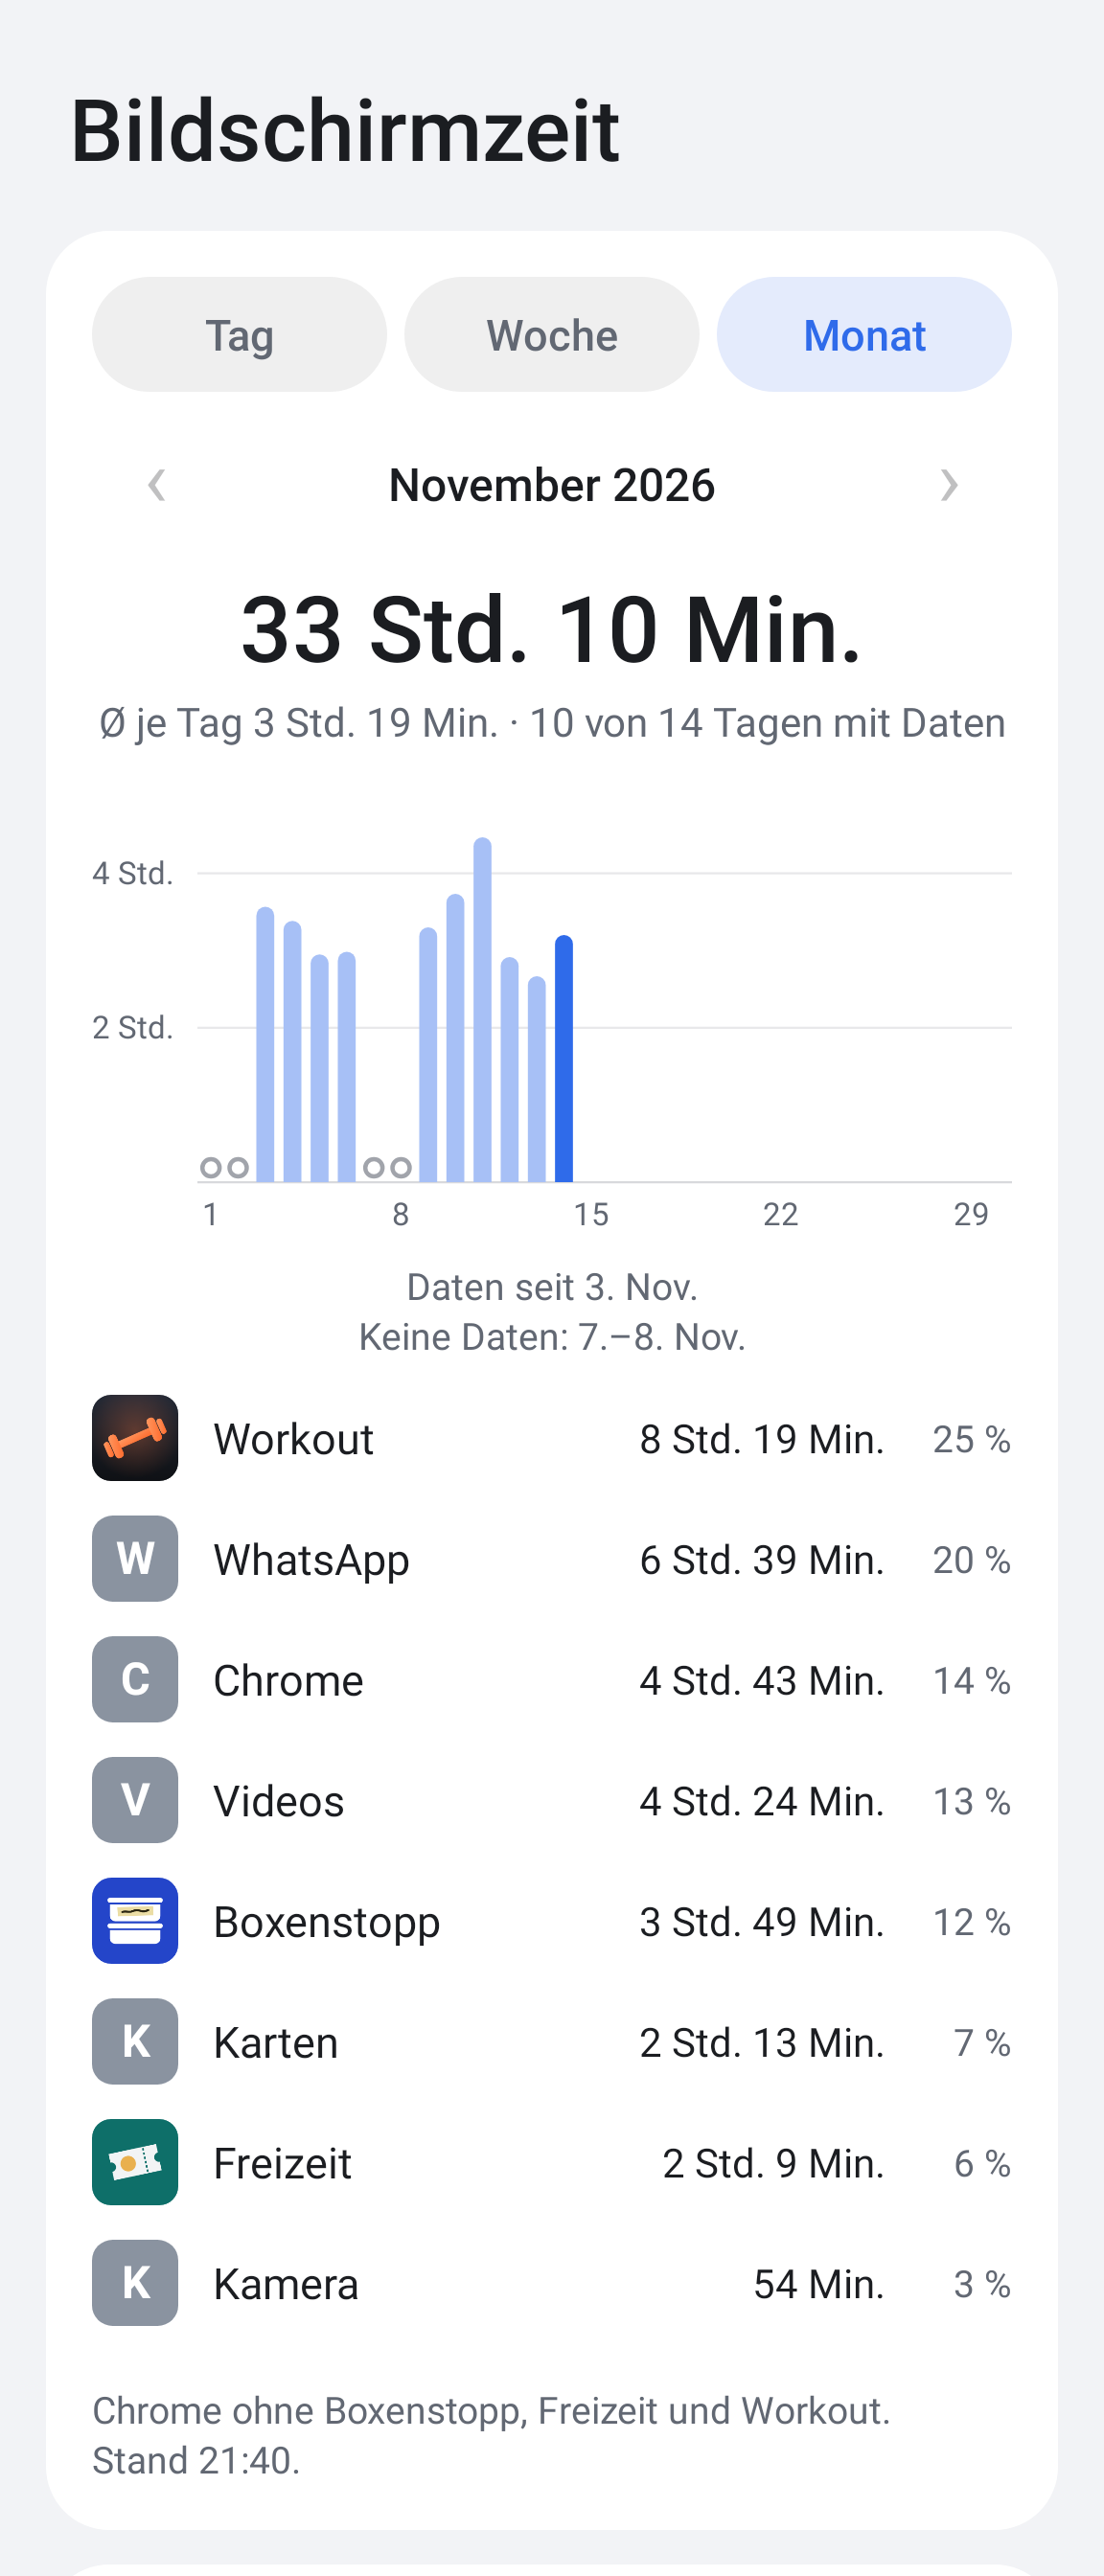 Bildschirmzeit
Tag Woche Monat
‹ November 2026 ›
33 Std. 10 Min.
Ø je Tag 3 Std. 19 Min. · 10 von 14 Tagen mit Daten
4 Std.
2 Std.
1 8 15 22 29
Daten seit 3. Nov.
Keine Daten: 7.–8. Nov.
Workout 8 Std. 19 Min. 25 %
W WhatsApp 6 Std. 39 Min. 20 %
C Chrome 4 Std. 43 Min. 14 %
V Videos 4 Std. 24 Min. 13 %
Boxenstopp 3 Std. 49 Min. 12 %
K Karten 2 Std. 13 Min. 7 %
Freizeit 2 Std. 9 Min. 6 %
K Kamera 54 Min. 3 %
Chrome ohne Boxenstopp, Freizeit und Workout.
Stand 21:40.